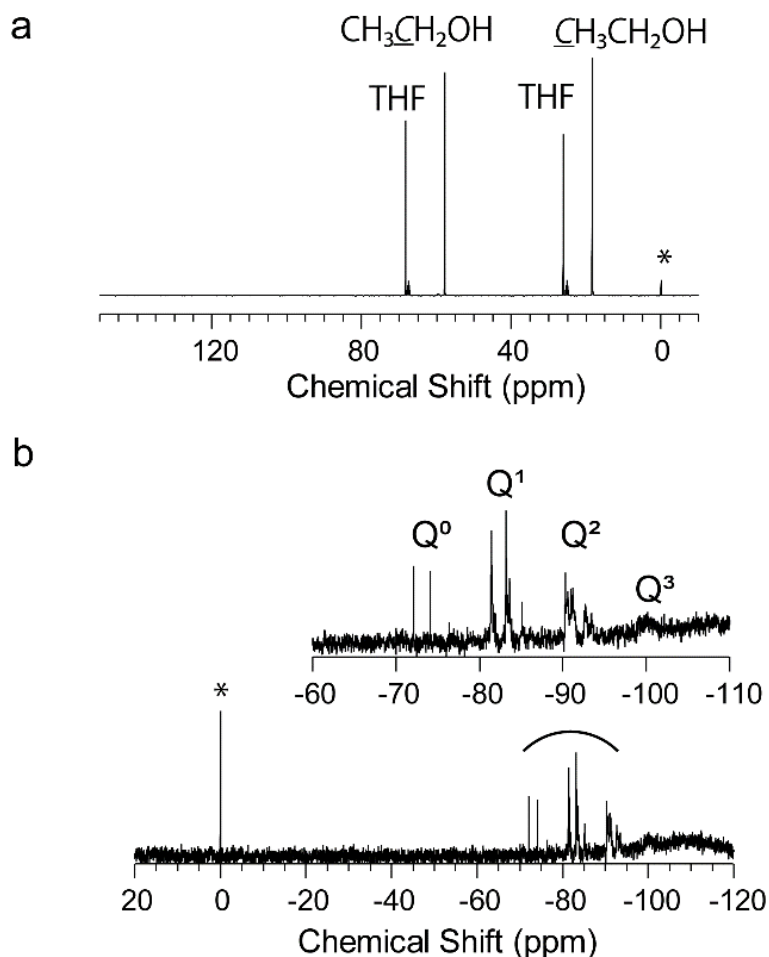 a
CH₃CH₂OH
CH₃CH₂OH
THF
THF
*
120
80
40
0
Chemical Shift (ppm)
b
Q⁰
Q¹
Q²
Q³
-60
-70
-80
-90
-100
-110
*
20
0
-20
-40
-60
-80
-100
-120
Chemical Shift (ppm)